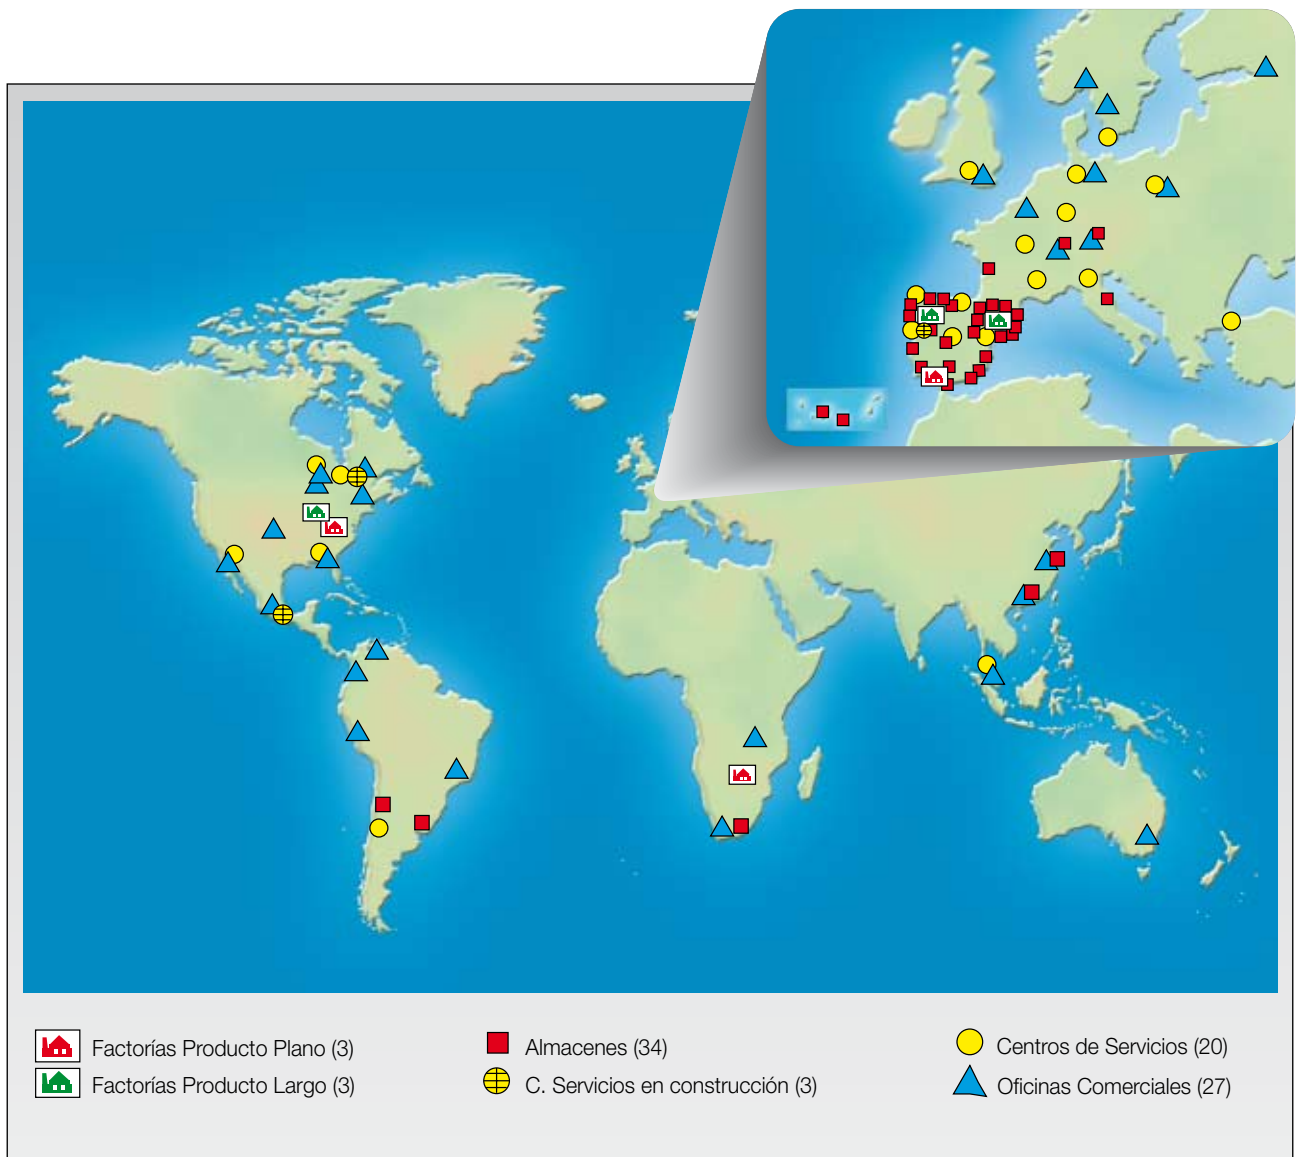 Factorías Producto Plano (3)
Almacenes (34)
Centros de Servicios (20)
Factorías Producto Largo (3)
C. Servicios en construcción (3)
Oficinas Comerciales (27)